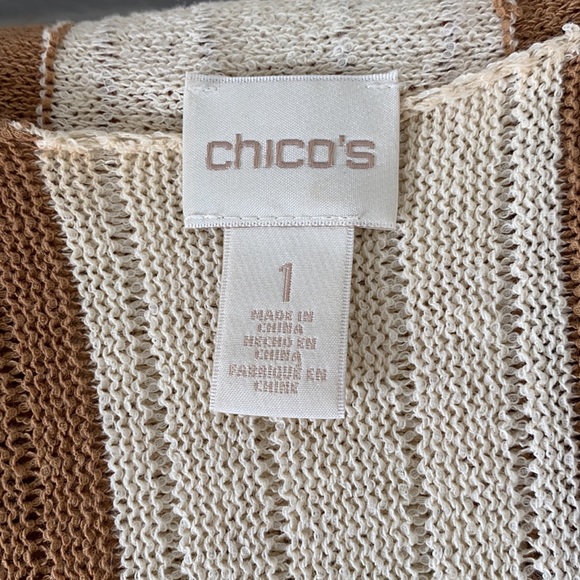 chico's
1
MADE IN
CHINA
HECHO EN
CHINA
FABRIQUÉ EN
CHINE